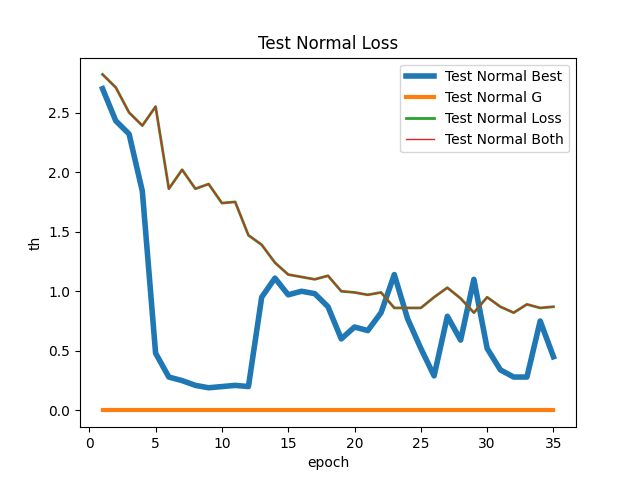 Test Normal Loss
Test Normal Best
Test Normal G
Test Normal Loss
Test Normal Both
2.5
2.0
1.5
1.0
0.5
0.0
th
0 5 10 15 20 25 30 35
epoch